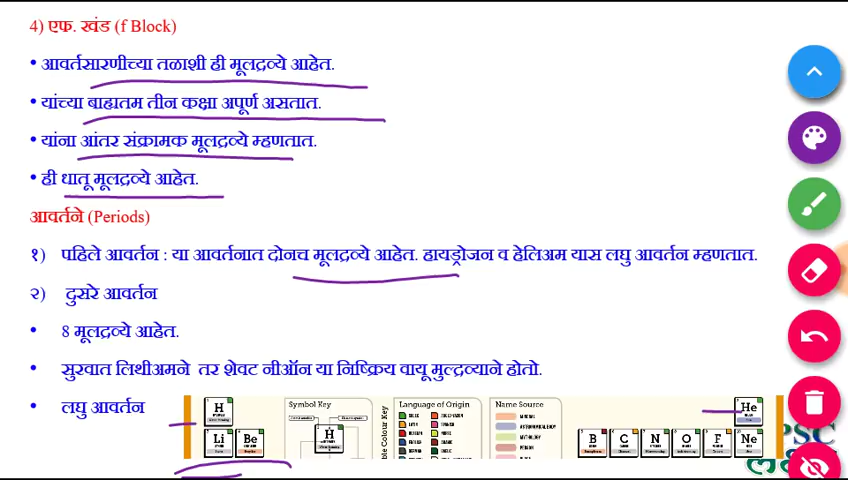 4) एफ. खंड (f Block)
• आवर्तसारणीच्या तळाशी ही मूलद्रव्ये आहेत.
• यांच्या बाह्यतम तीन कक्षा अपूर्ण असतात.
• यांना आंतर संक्रामक मूलद्रव्ये म्हणतात.
• ही धातू मूलद्रव्ये आहेत.
आवर्तने (Periods)
१) पहिले आवर्तन : या आवर्तनात दोनच मूलद्रव्ये आहेत. हायड्रोजन व हेलिअम यास लघु आवर्तन म्हणतात.
२) दुसरे आवर्तन
• 8 मूलद्रव्ये आहेत.
• सुरवात लिथीअमने तर शेवट नीऑन या निष्क्रिय वायू मुल्द्रव्याने होतो.
• लघु आवर्तन
H Symbol Key Language of Origin Name Source He
H
Li Be B C N O F Ne
PSC